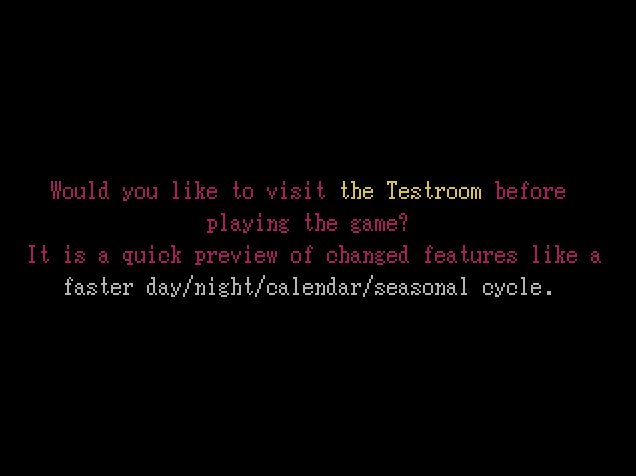 Would you like to visit the Testroom before
playing the game?
It is a quick preview of changed features like a
faster day/night/calendar/seasonal cycle.